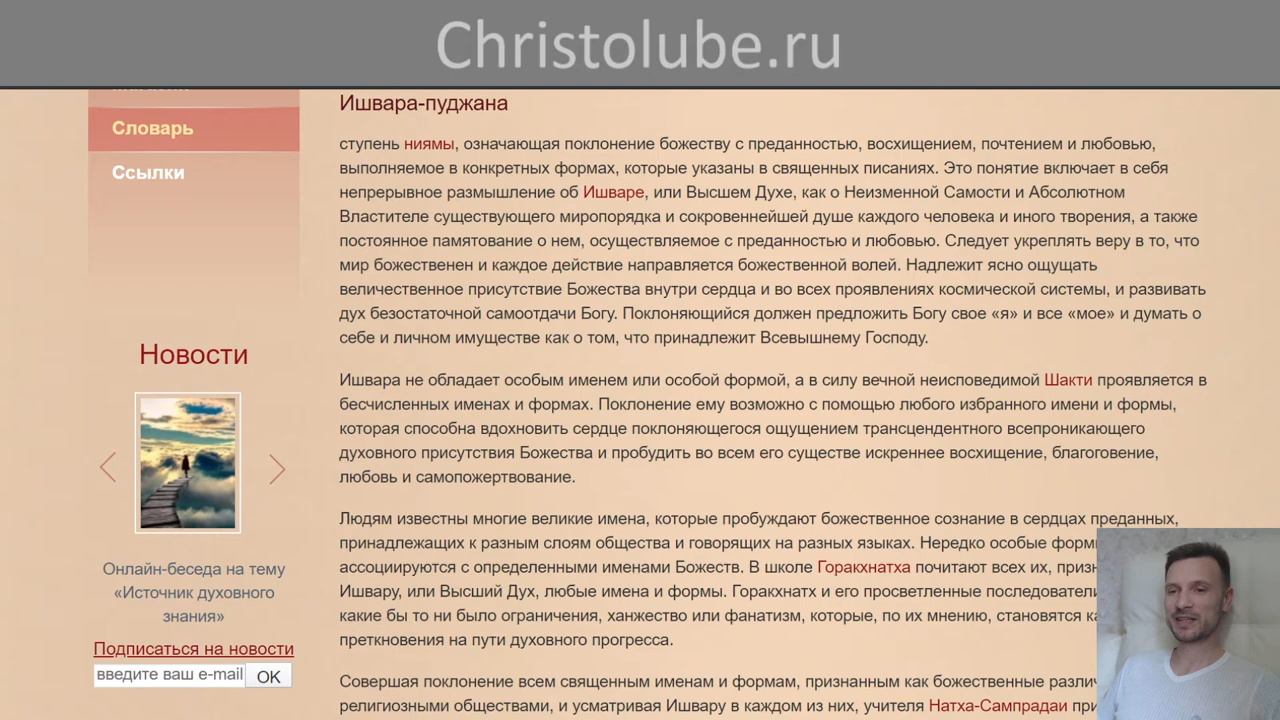 Christolube.ru
Словарь
Ссылки
Новости
Онлайн-беседа на тему
«Источник духовного
знания»
Подписаться на новости
введите ваш e-mail OK
Ишвара-пуджана
ступень ниямы, означающая поклонение божеству с преданностью, восхищением, почтением и любовью,
выполняемое в конкретных формах, которые указаны в священных писаниях. Это понятие включает в себя
непрерывное размышление об Ишваре, или Высшем Духе, как о Неизменной Самости и Абсолютном
Властителе существующего миропорядка и сокровеннейшей душе каждого человека и иного творения, а также
постоянное памятование о нем, осуществляемое с преданностью и любовью. Следует укреплять веру в то, что
мир божественен и каждое действие направляется божественной волей. Надлежит ясно ощущать
величественное присутствие Божества внутри сердца и во всех проявлениях космической системы, и развивать
дух безостаточной самоотдачи Богу. Поклоняющийся должен предложить Богу свое «я» и все «мое» и думать о
себе и личном имуществе как о том, что принадлежит Всевышнему Господу.
Ишвара не обладает особым именем или особой формой, а в силу вечной неисповедимой Шакти проявляется в
бесчисленных именах и формах. Поклонение ему возможно с помощью любого избранного имени и формы,
которая способна вдохновить сердце поклоняющегося ощущением трансцендентного всепроникающего
духовного присутствия Божества и пробудить во всем его существе искреннее восхищение, благоговение,
любовь и самопожертвование.
Людям известны многие великие имена, которые пробуждают божественное сознание в сердцах преданных,
принадлежащих к разным слоям общества и говорящих на разных языках. Нередко особые форм
ассоциируются с определенными именами Божеств. В школе Горакхнатха почитают всех их, призн
Ишвару, или Высший Дух, любые имена и формы. Горакхнатх и его просветленные последовател
какие бы то ни было ограничения, ханжество или фанатизм, которые, по их мнению, становятся ка
преткновения на пути духовного прогресса.
Совершая поклонение всем священным именам и формам, признанным как божественные различ
религиозными обществами, и усматривая Ишвару в каждом из них, учителя Натха-Сампрадаи при